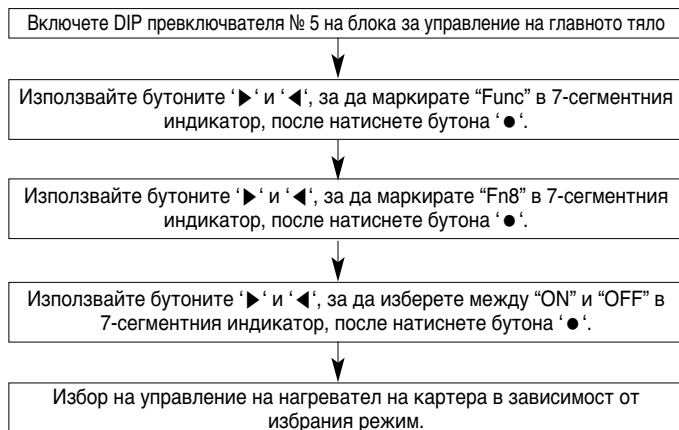 Включете DIP превключвателя № 5 на блока за управление на главното тяло
Използвайте бутоните ‘▶‘ и ‘◀‘, за да маркирате “Func” в 7-сегментния
индикатор, после натиснете бутона ‘●‘.
Използвайте бутоните ‘▶‘ и ‘◀‘, за да маркирате “Fn8” в 7-сегментния
индикатор, после натиснете бутона ‘●‘.
Използвайте бутоните ‘▶‘ и ‘◀‘, за да изберете между “ON” и “OFF” в
7-сегментния индикатор, после натиснете бутона ‘●‘.
Избор на управление на нагревател на картера в зависимост от
избрания режим.